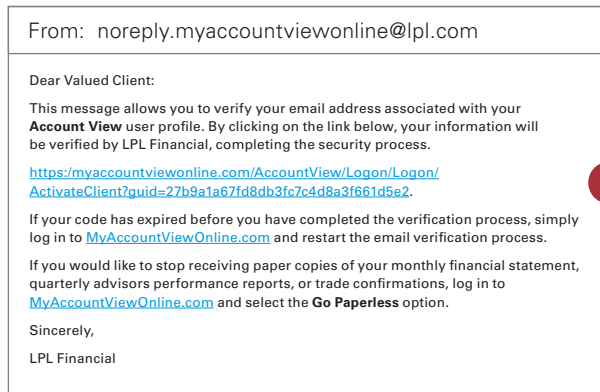 From: noreply.myaccountviewonline@lpl.com
Dear Valued Client:
This message allows you to verify your email address associated with your
Account View user profile. By clicking on the link below, your information will
be verified by LPL Financial, completing the security process.
https:/myaccountviewonline.com/AccountView/Logon/Logon/
ActivateClient?guid=27b9a1a67fd8db3fc7c4d8a3f661d5e2.
If your code has expired before you have completed the verification process, simply
log in to MyAccountViewOnline.com and restart the email verification process.
If you would like to stop receiving paper copies of your monthly financial statement,
quarterly advisors performance reports, or trade confirmations, log in to
MyAccountViewOnline.com and select the Go Paperless option.
Sincerely,
LPL Financial